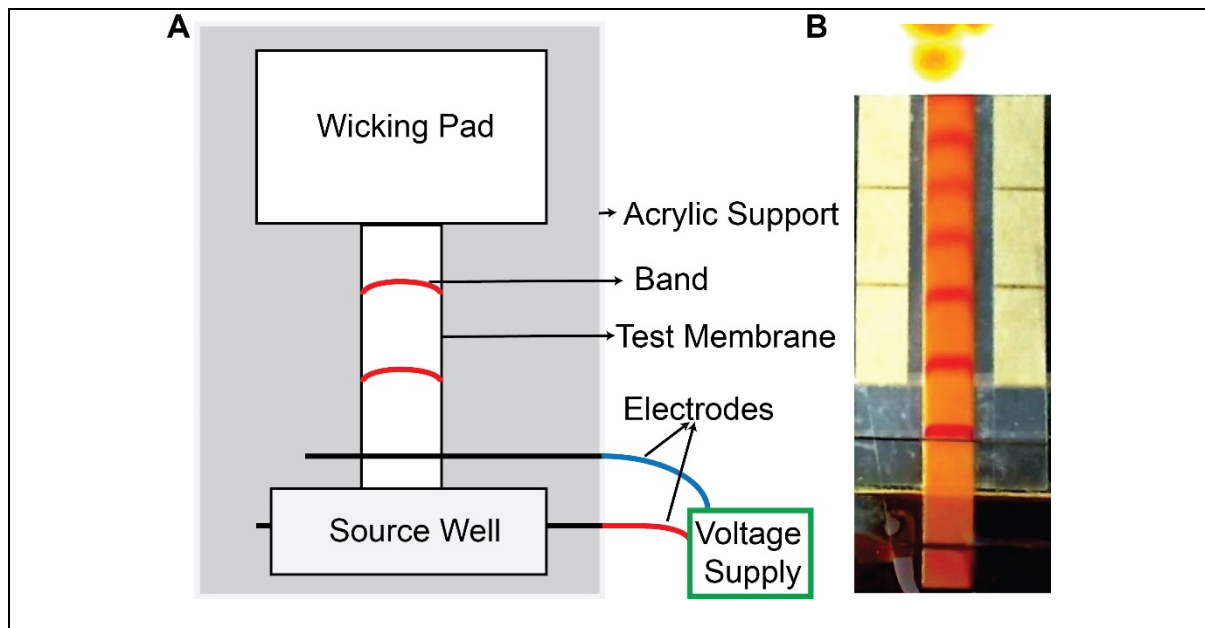 A
B
Wicking Pad
Acrylic Support
Band
Test Membrane
Electrodes
Source Well
Voltage
Supply